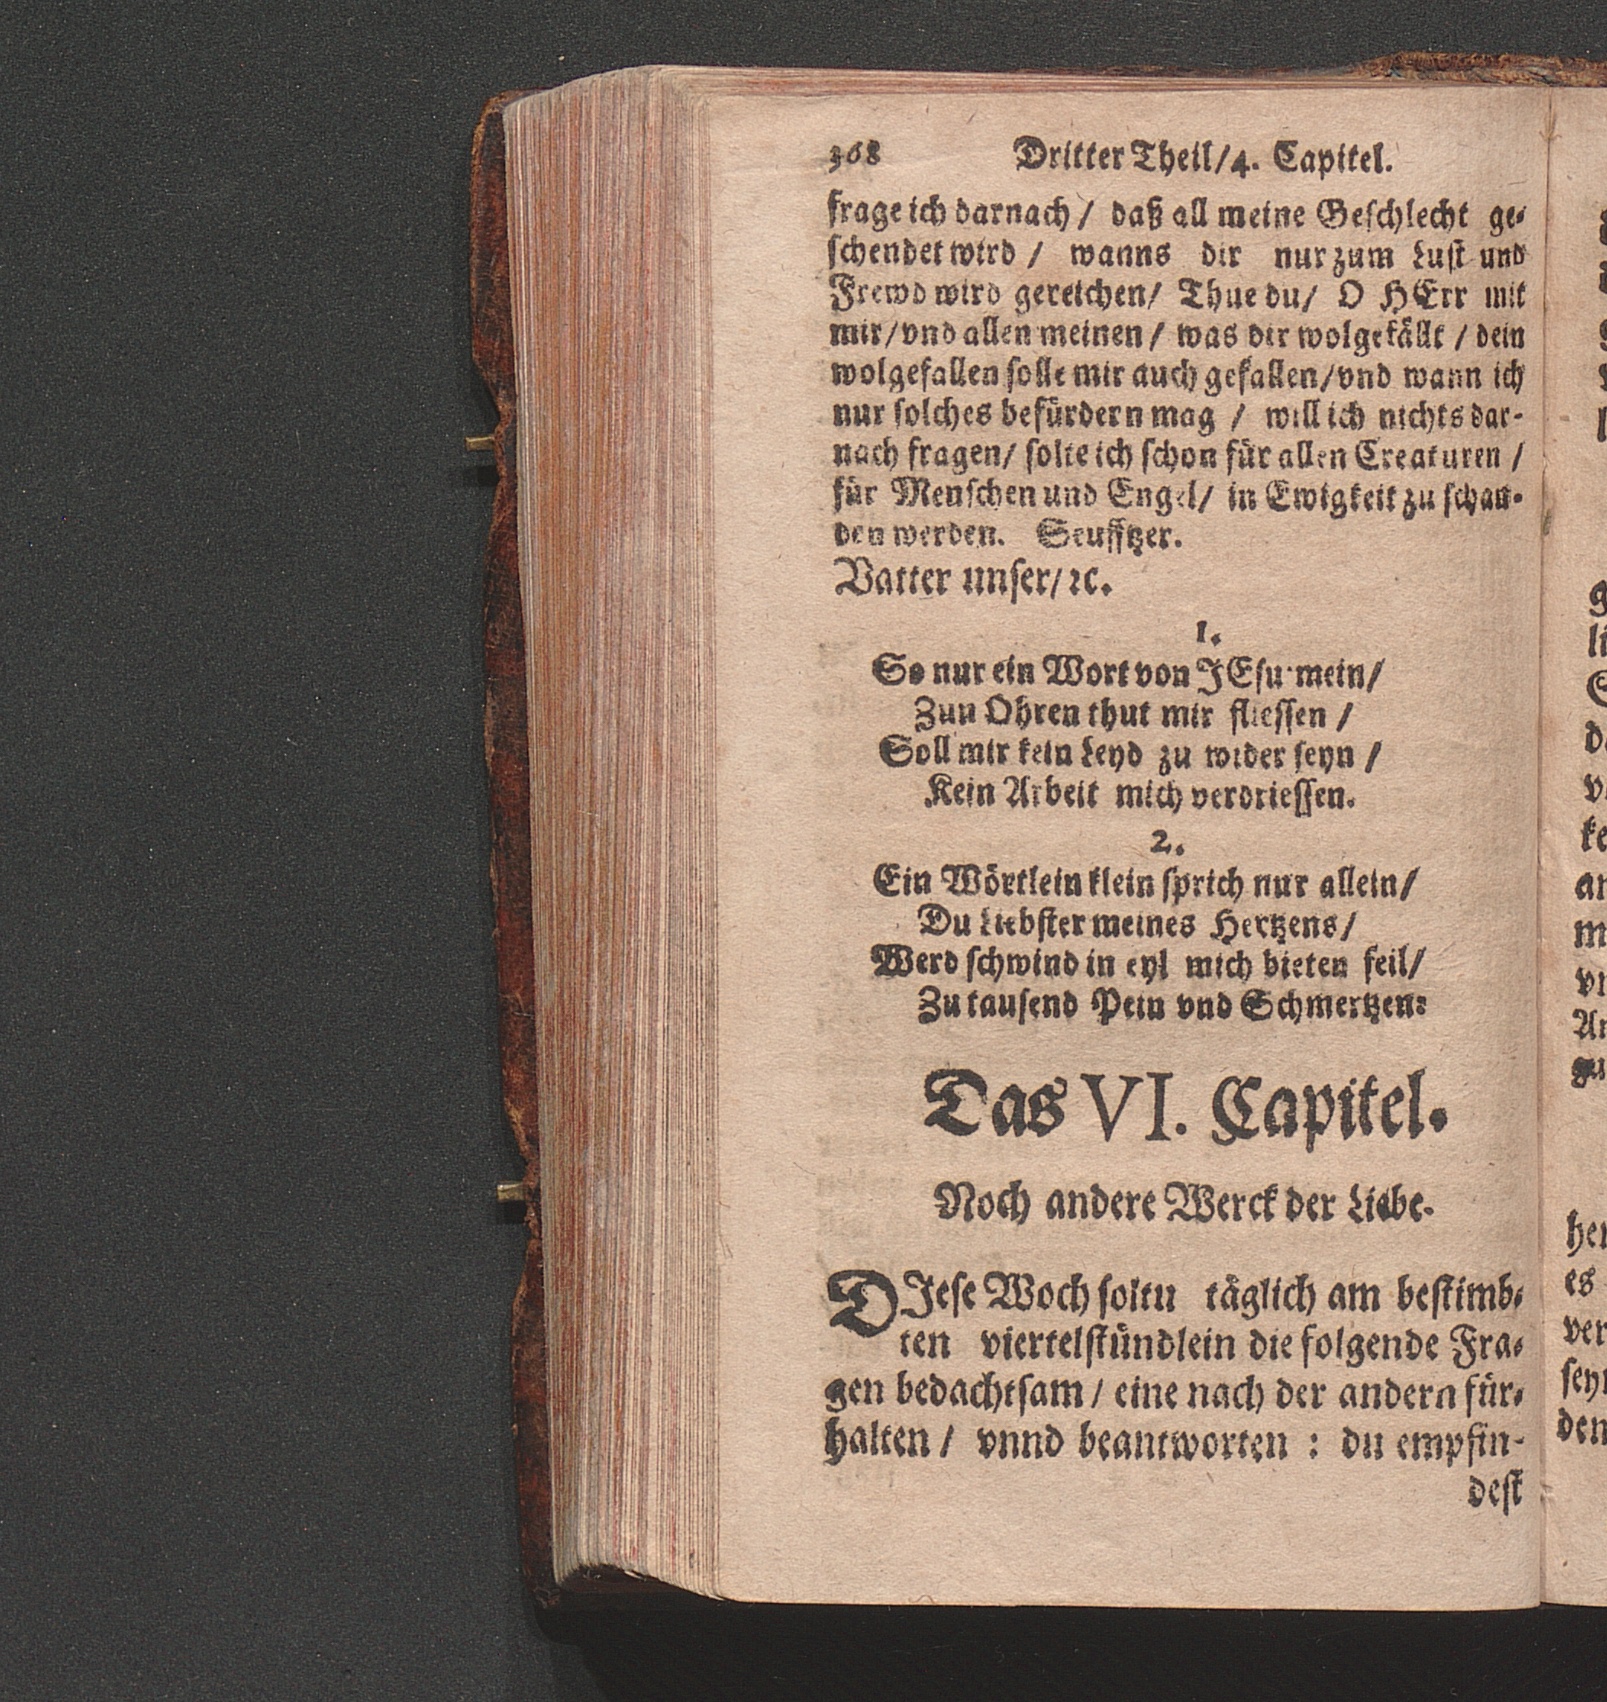 368 Dritter Theil/4. Capitel.
frage ich darnach/ daß all meine Geschlecht ge-
schendet wird / wanns dir nur zum Lust und
Frewd wird gereichen/ Thue du/ O HErr mit
mir/vnd allen meinen / was dir wolgefällt / dein
wolgefallen solle mir auch gefallen/vnd wann ich
nur solches befürdern mag / will ich nichts dar-
nach fragen/ solte ich schon für allen Creaturen /
für Menschen und Engel/ in Ewigkeit zu schan-
den werden. Seufftzer.
Vatter unser/ ꝛc.
1.
So nur ein Wort von JEsu mein/
Zun Ohren thut mir fliessen /
Soll mir kein Leyd zu wider seyn /
Kein Arbeit mich verdriessen.
2.
Ein Wörtlein klein sprich nur allein/
Du Liebster meines Hertzens/
Werd schwind in eyl mich bieten feil/
Zu tausend Pein vnd Schmertzen:
Das VI. Capitel.
Noch andere Werck der Liebe.
DJese Woch soltu täglich am bestimb-
ten viertelstündlein die folgende Fra-
gen bedachtsam / eine nach der andern für-
halten / vnnd beantworten : du empfin-
dest